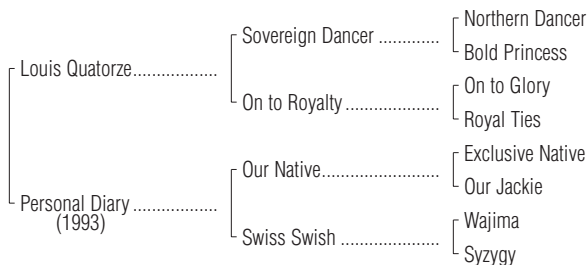 Northern Dancer
Sovereign Dancer ............
Bold Princess
Louis Quatorze.................
On to Glory
On to Royalty ..................
Royal Ties
Exclusive Native
Our Native.......................
Our Jackie
Personal Diary .................
(1993)
Wajima
Swiss Swish ...................
Syzygy